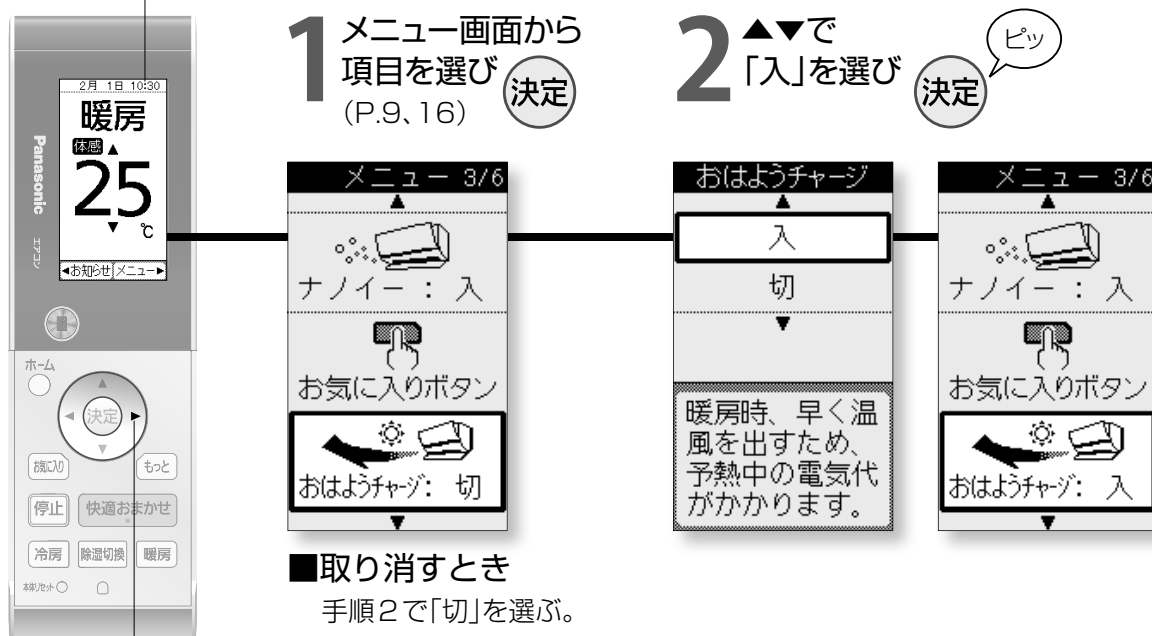 1 メニュー画面から
項目を選び 決定
(P.9、16)
2 ▲▼で
「入」を選び 決定
ピッ
2月 1日 10:30
暖房
体感 ▲
25
▼ ℃
◀お知らせ メニュー▶
Panasonic
エアコン
ホーム
▲
◀ 決定 ▶
▼
お気に入り
もっと
停止
快適おまかせ
冷房
除湿切換
暖房
本体リセット
メニュー 3/6
▲
ナノイー : 入
お気に入りボタン
おはようチャージ: 切
▼
おはようチャージ
▲
入
切
▼
暖房時、早く温
風を出すため、
予熱中の電気代
がかかります。
メニュー 3/6
▲
ナノイー : 入
お気に入りボタン
おはようチャージ: 入
▼
■取り消すとき
手順2で「切」を選ぶ。